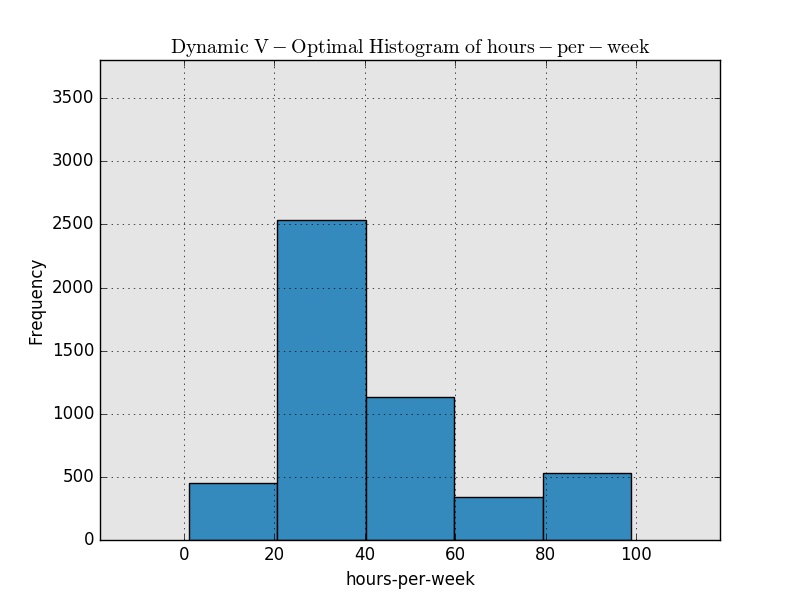 Dynamic V − Optimal Histogram of hours − per − week
3500
3000
2500
2000
1500
1000
500
0
Frequency
0 20 40 60 80 100
hours-per-week